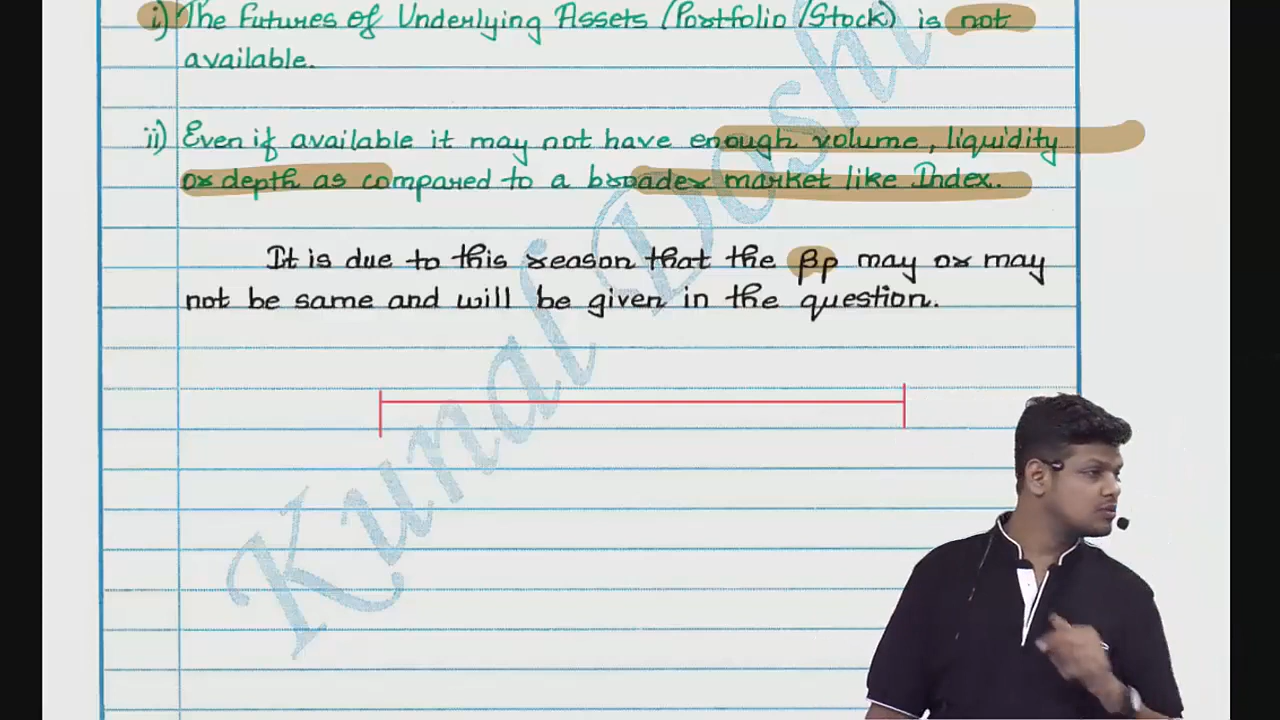 i) The Futures of Underlying Assets (Portfolio/Stock) is not
available.
ii) Even if available it may not have enough volume, liquidity
or depth as compared to a broader market like Index.
It is due to this reason that the βp may or may
not be same and will be given in the question.
Kunal Doshi